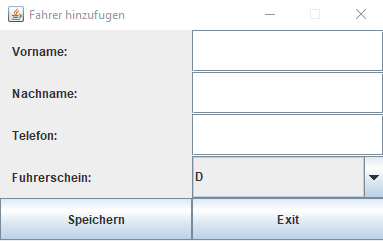 Fahrer hinzufugen
Vorname:
Nachname:
Telefon:
Fuhrerschein: D
Speichern Exit